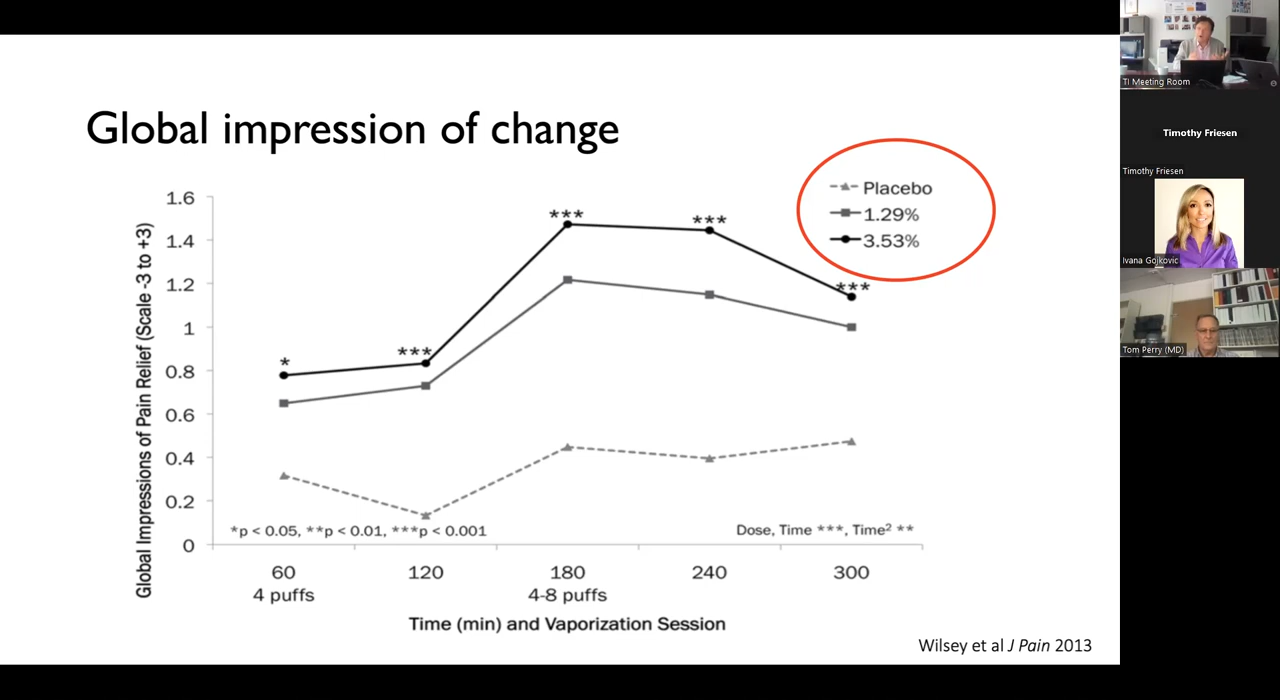 Global impression of change
Placebo
1.29%
3.53%
Global Impressions of Pain Relief (Scale -3 to +3)
1.6
1.4
1.2
1
0.8
0.6
0.4
0.2
0
***
***
***
*
***
*p < 0.05, **p < 0.01, ***p < 0.001
Dose, Time ***, Time² **
60
120
180
240
300
4 puffs
4-8 puffs
Time (min) and Vaporization Session
Wilsey et al J Pain 2013
TI Meeting Room
Timothy Friesen
Timothy Friesen
Ivana Gojkovic
Tom Perry (MD)